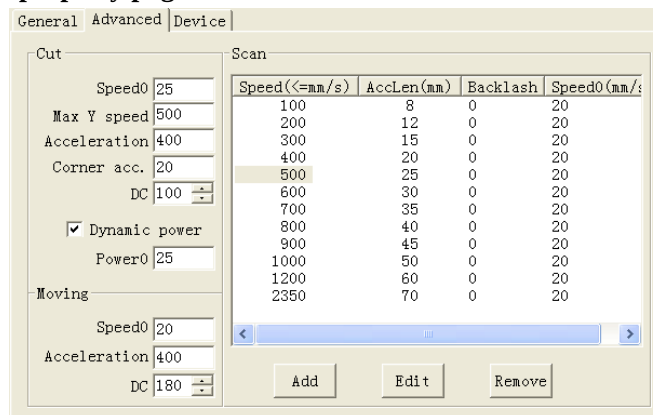 General Advanced Device
Cut
Speed0 25
Max Y speed 500
Acceleration 400
Corner acc. 20
DC 100
Dynamic power
Power0 25
Moving
Speed0 20
Acceleration 400
DC 180
Scan
Speed(<=mm/s) AccLen(mm) Backlash Speed0(mm/s
100 8 0 20
200 12 0 20
300 15 0 20
400 20 0 20
500 25 0 20
600 30 0 20
700 35 0 20
800 40 0 20
900 45 0 20
1000 50 0 20
1200 60 0 20
2350 70 0 20
Add Edit Remove